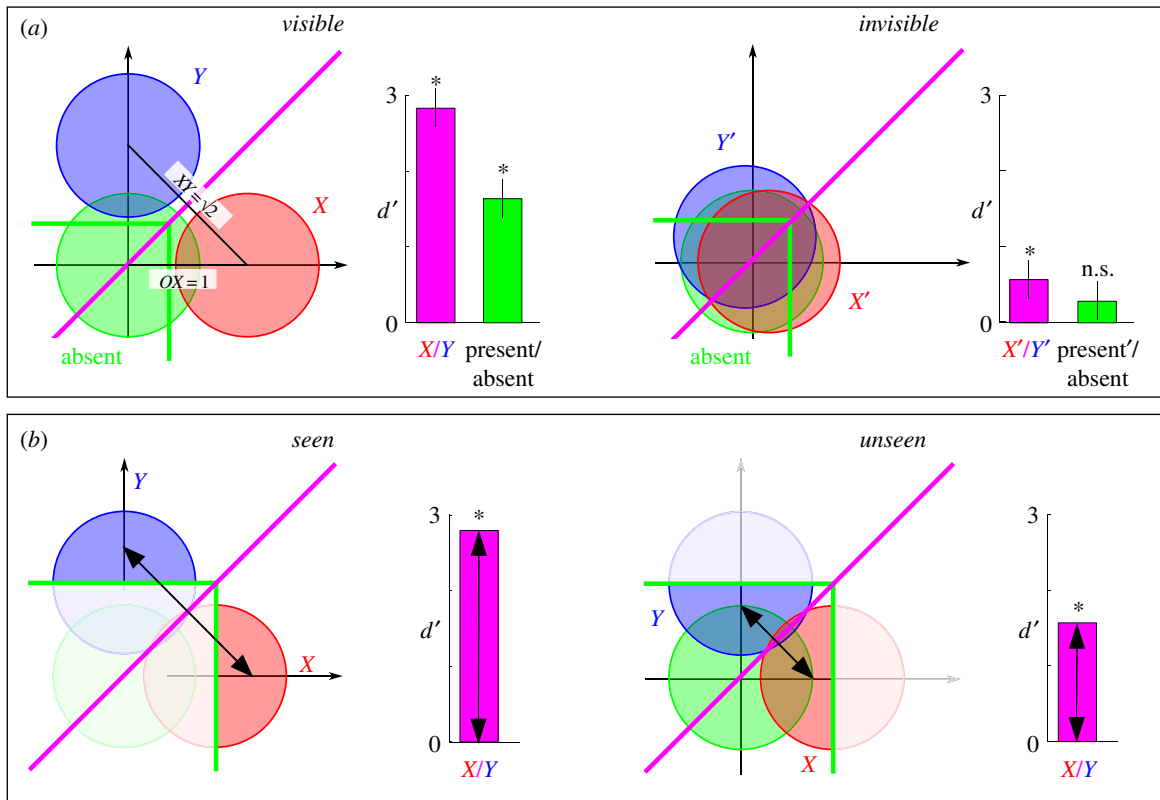 (a)
visible
invisible
Y
XY=√2
X
OX=1
absent
3
*
*
d′
0
X/Y present/
absent
Y′
X′
3
*
n.s.
d′
0
X′/Y′ present′/
absent
(b)
seen
unseen
Y
X
3
*
d′
0
X/Y
Y
X
3
*
d′
0
X/Y